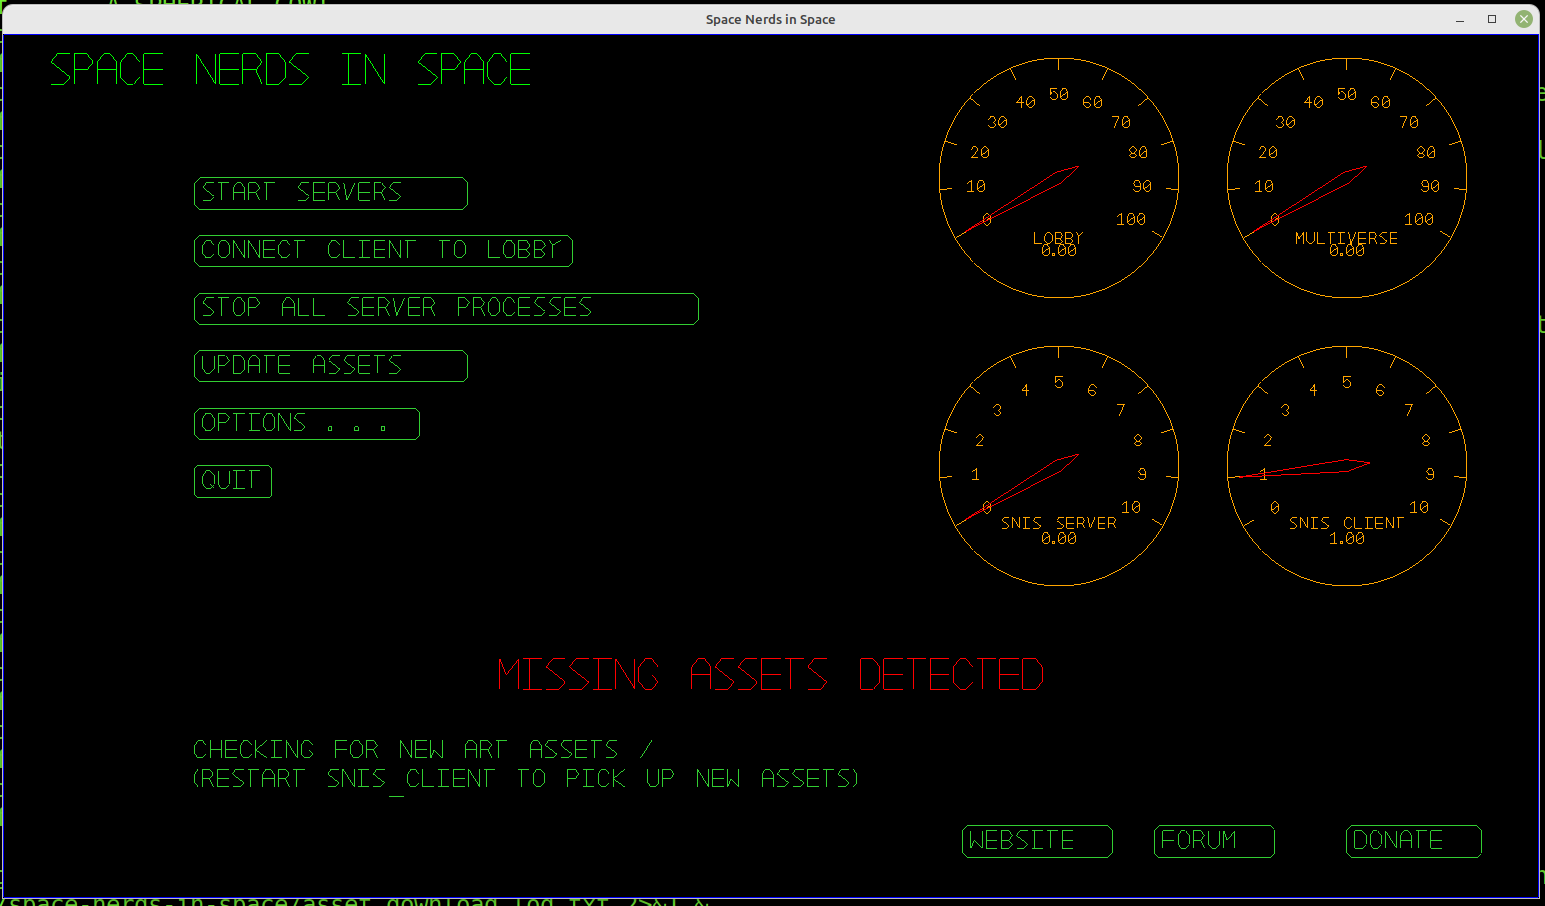 Space Nerds in Space
SPACE NERDS IN SPACE
START SERVERS
CONNECT CLIENT TO LOBBY
STOP ALL SERVER PROCESSES
UPDATE ASSETS
OPTIONS . . .
QUIT
0 10 20 30 40 50 60 70 80 90 100
LOBBY
0.00
0 10 20 30 40 50 60 70 80 90 100
MULTIVERSE
0.00
0 1 2 3 4 5 6 7 8 9 10
SNIS SERVER
0.00
0 1 2 3 4 5 6 7 8 9 10
SNIS CLIENT
1.00
MISSING ASSETS DETECTED
CHECKING FOR NEW ART ASSETS /
(RESTART SNIS_CLIENT TO PICK UP NEW ASSETS)
WEBSITE
FORUM
DONATE
/space-nerds-in-space/asset_download_log.txt 2>&1 &